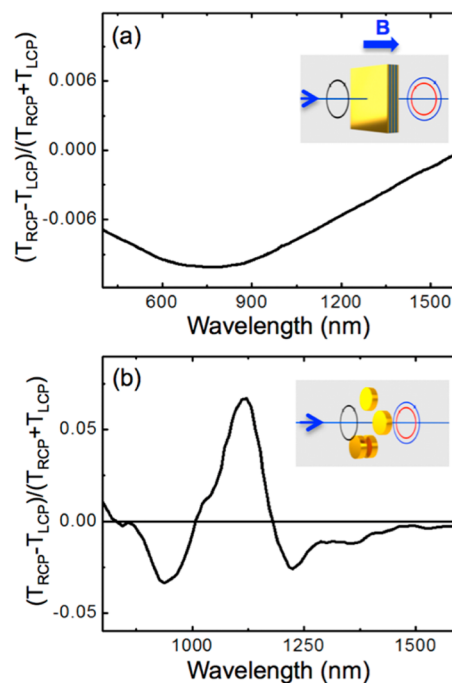 (a)
B
0.006
0.000
-0.006
(T_RCP-T_LCP)/(T_RCP+T_LCP)
600 900 1200 1500
Wavelength (nm)
(b)
0.05
0.00
-0.05
(T_RCP-T_LCP)/(T_RCP+T_LCP)
1000 1250 1500
Wavelength (nm)